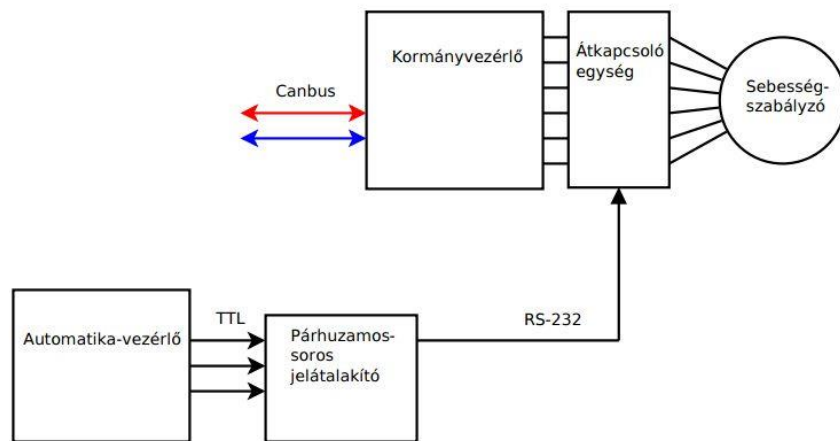 Canbus
Kormányvezérlő
Átkapcsoló
egység
Sebesség-
szabályzó
Automatika-vezérlő
TTL
Párhuzamos-
soros
jelátalakító
RS-232